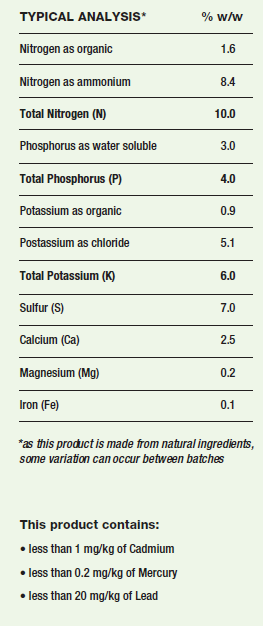 TYPICAL ANALYSIS* % w/w
Nitrogen as organic 1.6
Nitrogen as ammonium 8.4
Total Nitrogen (N) 10.0
Phosphorus as water soluble 3.0
Total Phosphorus (P) 4.0
Potassium as organic 0.9
Postassium as chloride 5.1
Total Potassium (K) 6.0
Sulfur (S) 7.0
Calcium (Ca) 2.5
Magnesium (Mg) 0.2
Iron (Fe) 0.1
*as this product is made from natural ingredients,
some variation can occur between batches
This product contains:
• less than 1 mg/kg of Cadmium
• less than 0.2 mg/kg of Mercury
• less than 20 mg/kg of Lead